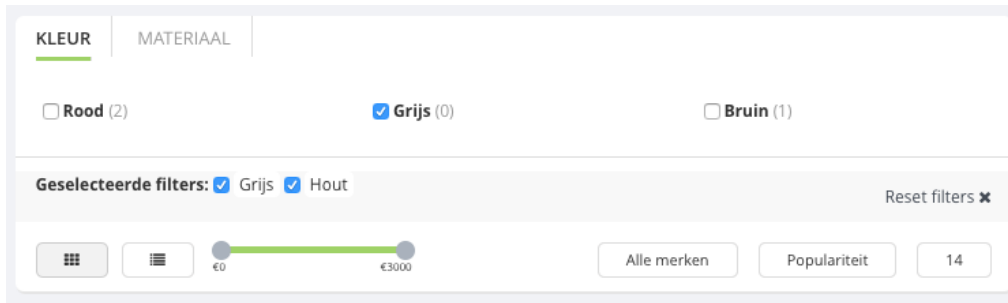 KLEUR MATERIAAL
Rood (2) Grijs (0) Bruin (1)
Geselecteerde filters: Grijs Hout
Reset filters ✖
€0 €3000 Alle merken Populariteit 14